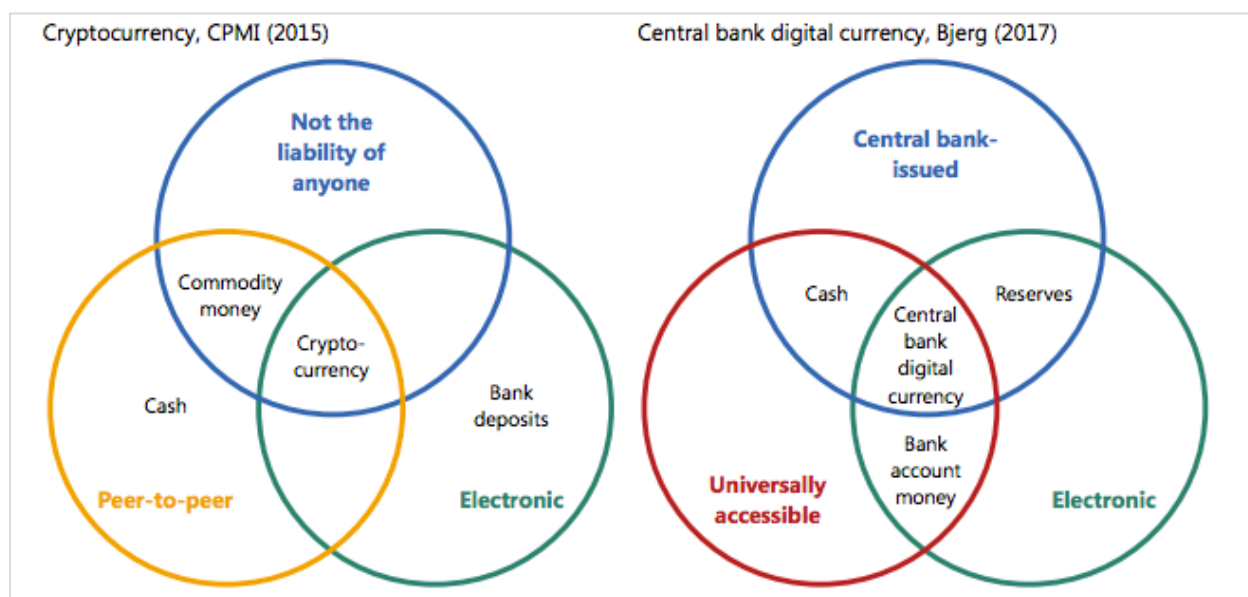 Cryptocurrency, CPMI (2015)
Not the
liability of
anyone
Commodity
money
Crypto-
currency
Cash
Bank
deposits
Peer-to-peer
Electronic
Central bank digital currency, Bjerg (2017)
Central bank-
issued
Cash
Reserves
Central
bank
digital
currency
Bank
account
money
Universally
accessible
Electronic